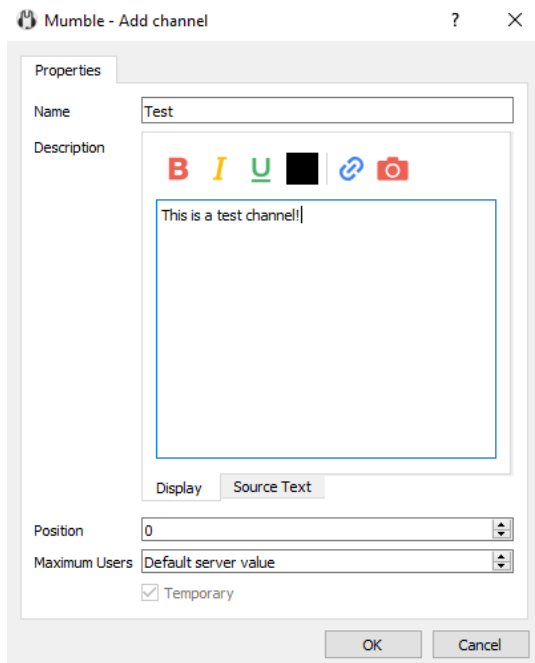 Mumble - Add channel ?
Properties
Name Test
Description
B I U
This is a test channel!
Display Source Text
Position 0
Maximum Users Default server value
Temporary
OK Cancel